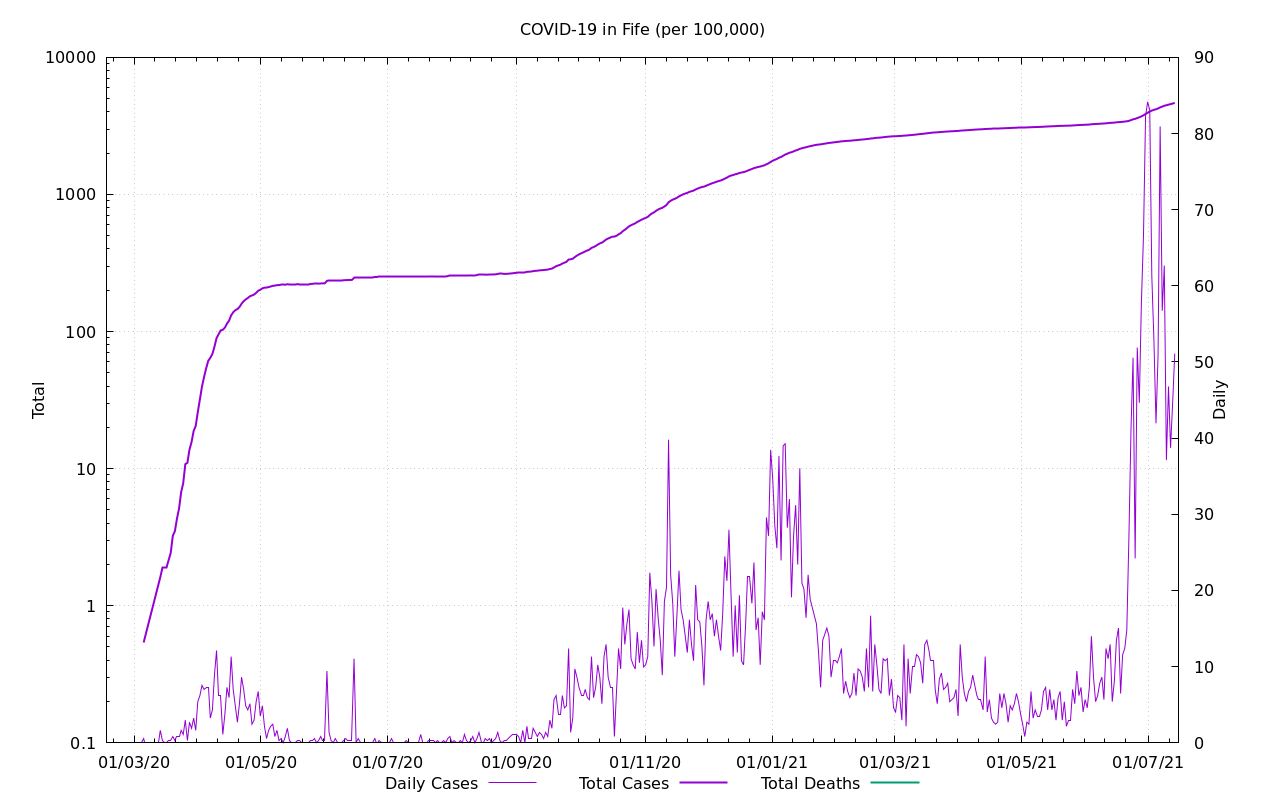 COVID-19 in Fife (per 100,000)
10000 90
80
1000 70
60
100 50
Total Daily
40
10
30
1 20
10
0.1 0
01/03/20 01/05/20 01/07/20 01/09/20 01/11/20 01/01/21 01/03/21 01/05/21 01/07/21
Daily Cases Total Cases Total Deaths